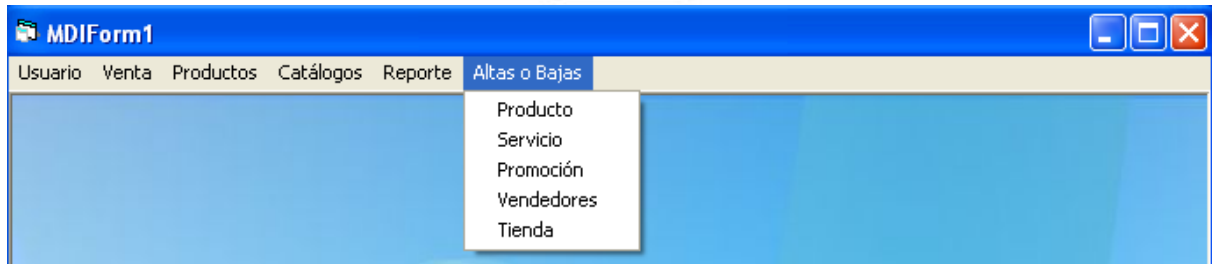 MDIForm1
Usuario Venta Productos Catálogos Reporte Altas o Bajas
Producto
Servicio
Promoción
Vendedores
Tienda